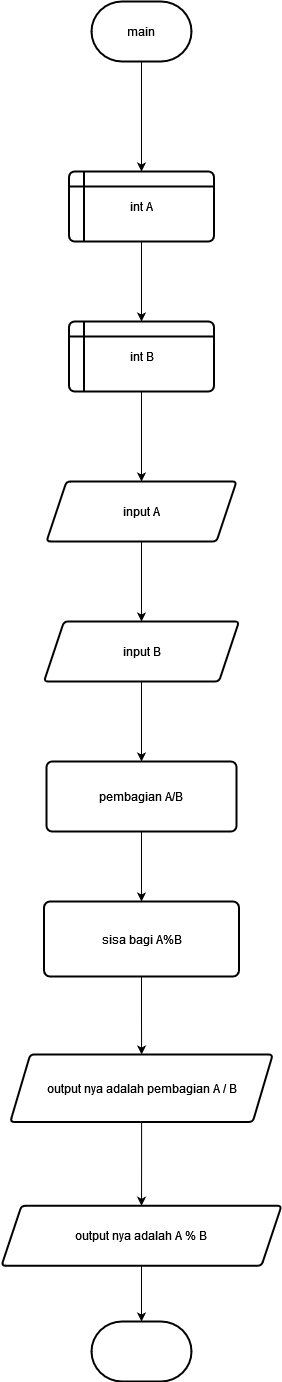 main
int A
int B
input A
input B
pembagian A/B
sisa bagi A%B
output nya adalah pembagian A / B
output nya adalah A % B